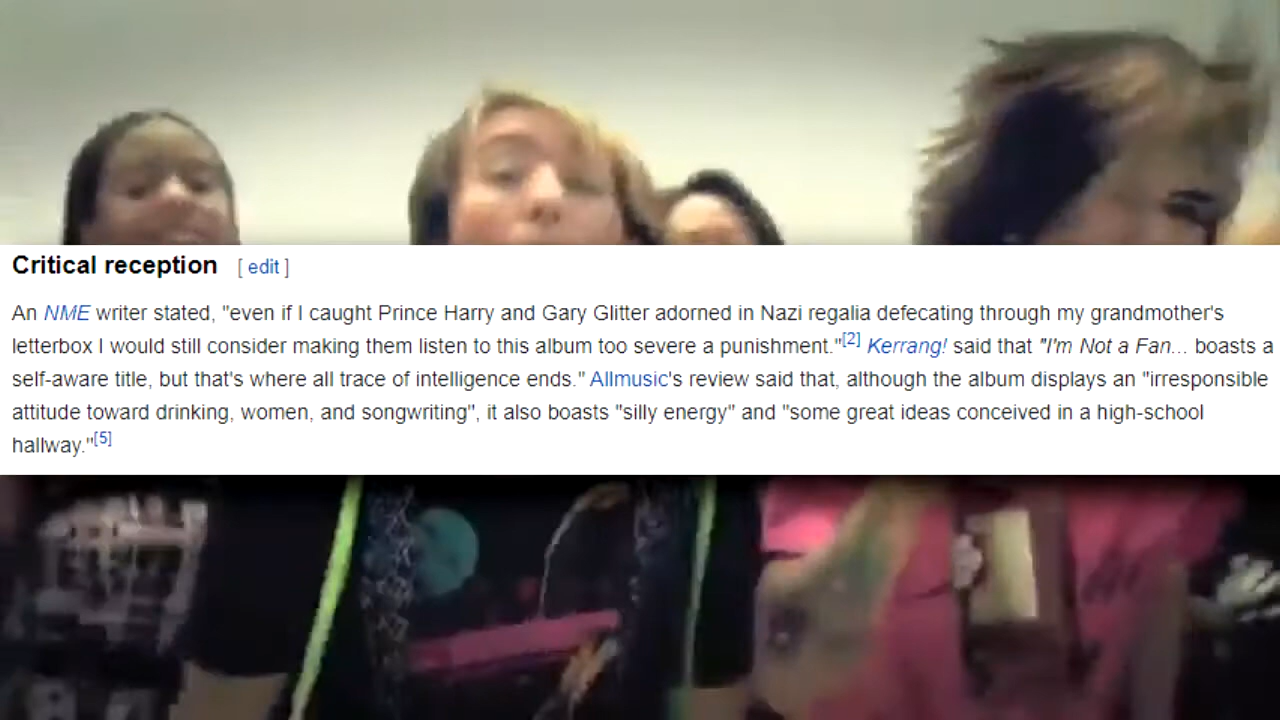 Critical reception [ edit ]
An NME writer stated, "even if I caught Prince Harry and Gary Glitter adorned in Nazi regalia defecating through my grandmother's
letterbox I would still consider making them listen to this album too severe a punishment."[2] Kerrang! said that "I'm Not a Fan... boasts a
self-aware title, but that's where all trace of intelligence ends." Allmusic's review said that, although the album displays an "irresponsible
attitude toward drinking, women, and songwriting", it also boasts "silly energy" and "some great ideas conceived in a high-school
hallway."[5]